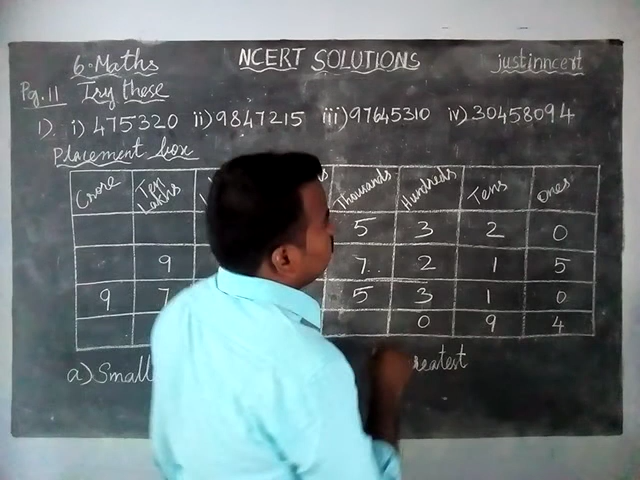 6. Maths NCERT SOLUTIONS justinncert
Pg. 11 Try these
1). i) 475320 ii) 9847215 iii) 97645310 iv) 30458094
Placement box
Crore Ten Lakhs Thousands Hundreds Tens Ones
5 3 2 0
9 7 2 1 5
9 7 5 3 1 0
0 9 4
a) Small reatest